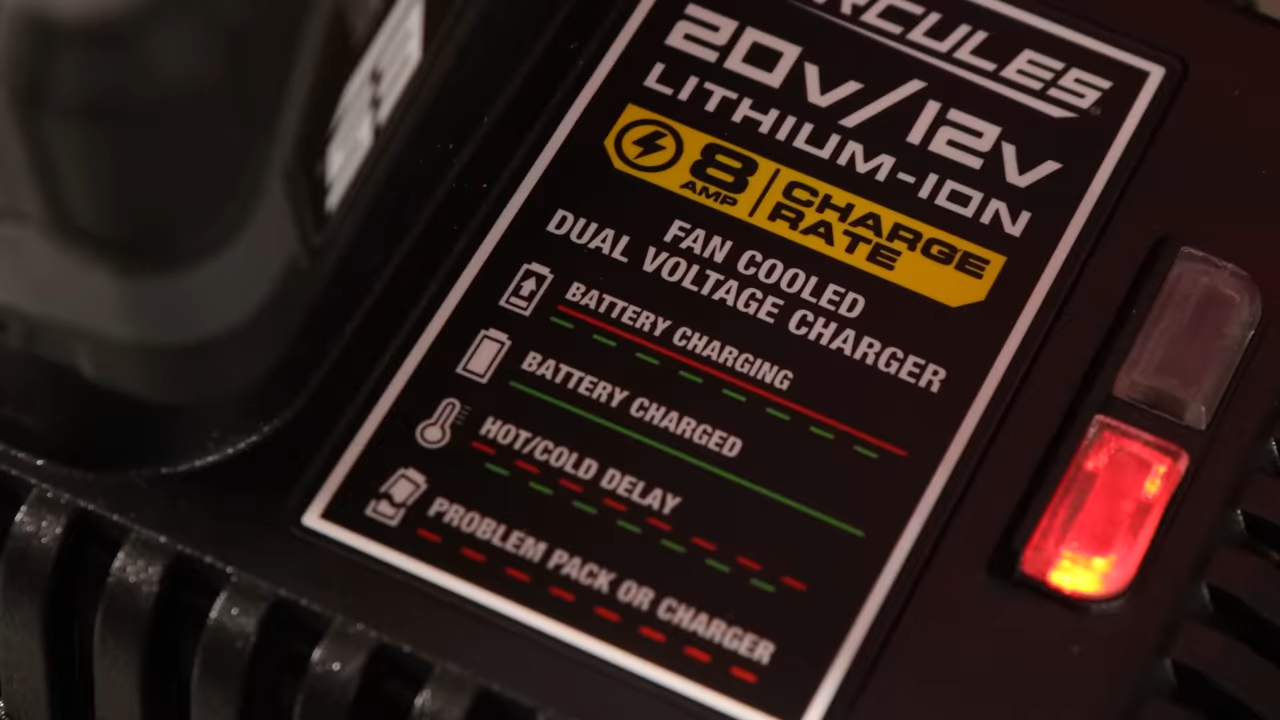 RCULES
20V/12V
LITHIUM-ION
8 AMP | CHARGE RATE
FAN COOLED
DUAL VOLTAGE CHARGER
BATTERY CHARGING
BATTERY CHARGED
HOT/COLD DELAY
PROBLEM PACK OR CHARGER